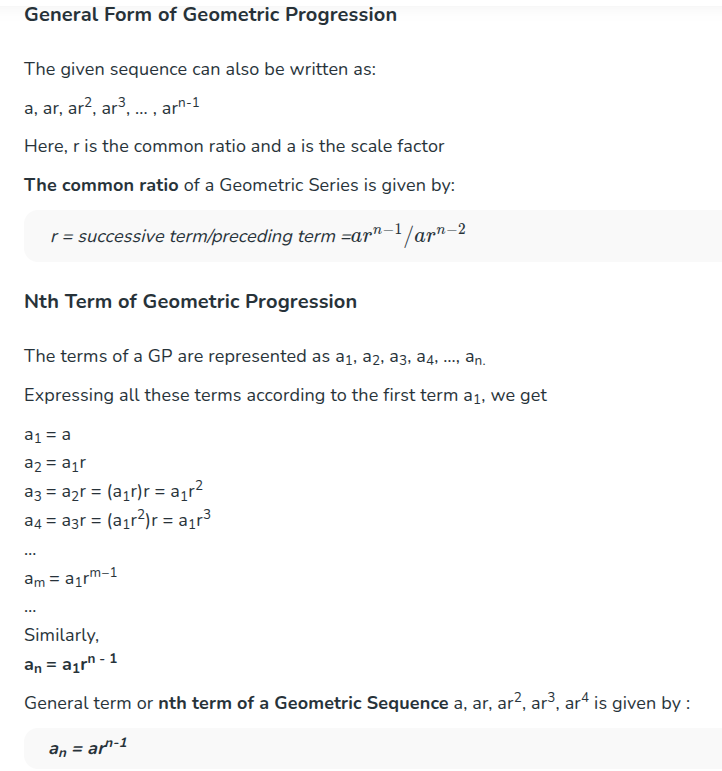 General Form of Geometric Progression
The given sequence can also be written as:
a, ar, ar², ar³, ... , arⁿ⁻¹
Here, r is the common ratio and a is the scale factor
The common ratio of a Geometric Series is given by:
r = successive term/preceding term =arⁿ⁻¹/arⁿ⁻²
Nth Term of Geometric Progression
The terms of a GP are represented as a₁, a₂, a₃, a₄, ..., aₙ.
Expressing all these terms according to the first term a₁, we get
a₁ = a
a₂ = a₁r
a₃ = a₂r = (a₁r)r = a₁r²
a₄ = a₃r = (a₁r²)r = a₁r³
...
aₘ = a₁rᵐ⁻¹
...
Similarly,
aₙ = a₁rⁿ ⁻ ¹
General term or nth term of a Geometric Sequence a, ar, ar², ar³, ar⁴ is given by :
aₙ = arⁿ⁻¹